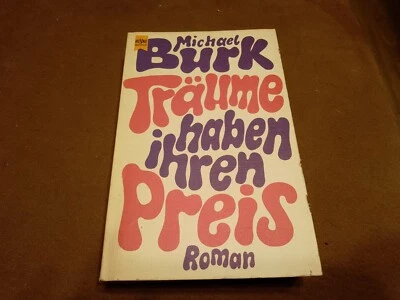 Michael
Burk
Träume
haben
ihren
Preis
Roman